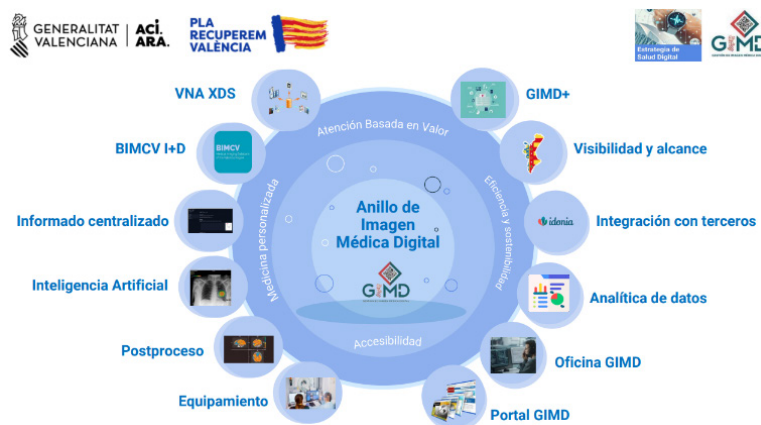 GENERALITAT
VALENCIANA
ACÍ.
ARA.
PLA
RECUPEREM
VALÈNCIA
Estrategia de
Salud Digital
GIMD
VNA XDS
GIMD+
Atención Basada en Valor
BIMCV I+D
BIMCV
Visibilidad y alcance
Medicina personalizada
Eficiencia y sostenibilidad
Informado centralizado
Anillo de
Imagen
Médica Digital
idonia
Integración con terceros
Inteligencia Artificial
GIMD
Analítica de datos
Postproceso
Accesibilidad
Oficina GIMD
Equipamiento
Portal GIMD